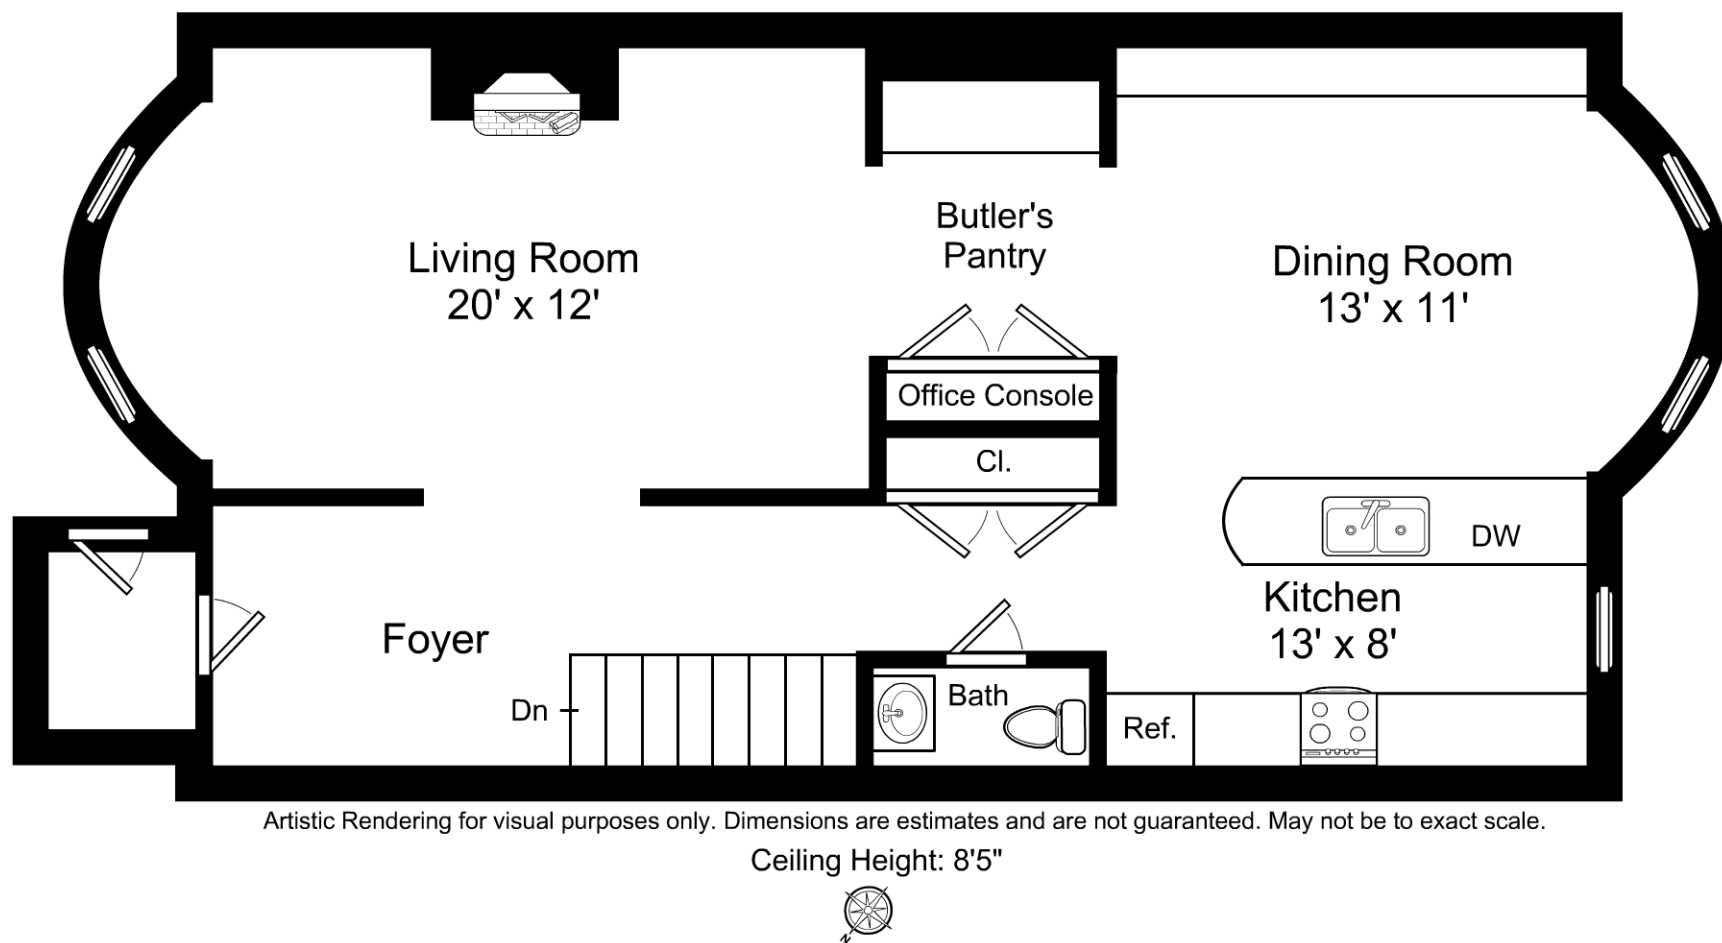 Living Room
20' x 12'
Butler's
Pantry
Dining Room
13' x 11'
Office Console
Cl.
DW
Kitchen
13' x 8'
Foyer
Dn
Bath
Ref.
Artistic Rendering for visual purposes only. Dimensions are estimates and are not guaranteed. May not be to exact scale.
Ceiling Height: 8'5"
N